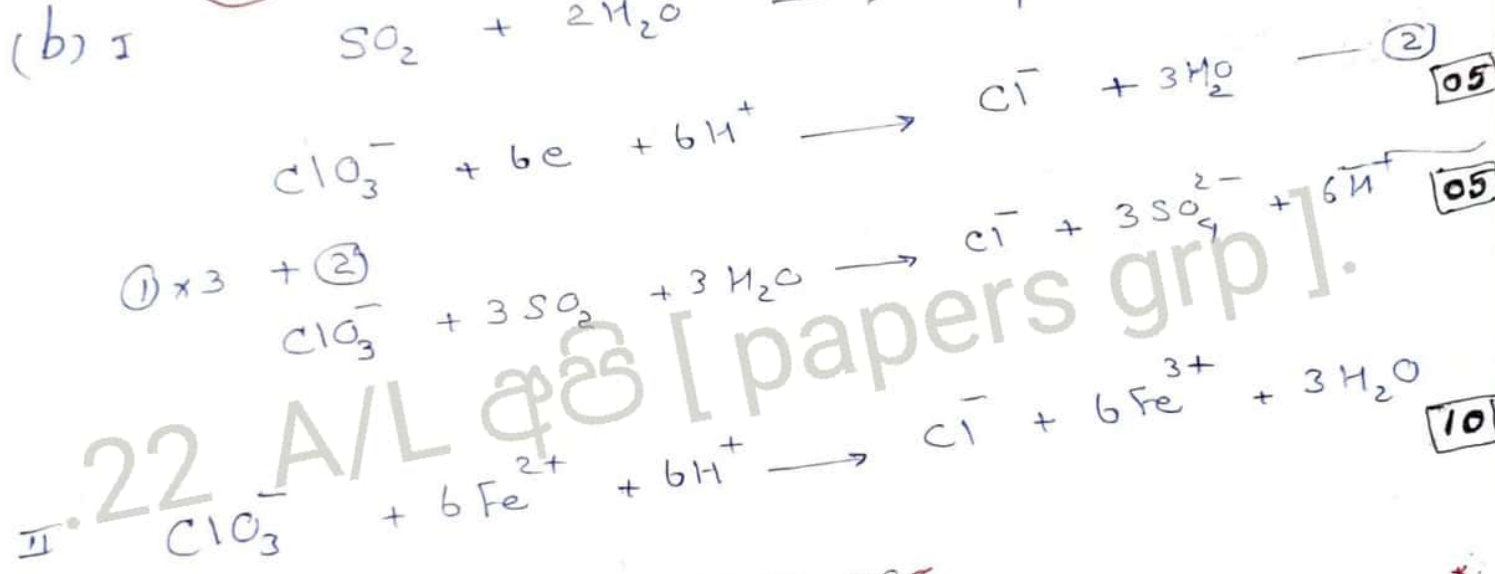 (b) I SO₂ + 2H₂O
ClO₃⁻ + 6e + 6H⁺ ⟶ Cl⁻ + 3H₂O — ②
05
①×3 + ②
ClO₃⁻ + 3SO₂ + 3H₂O ⟶ Cl⁻ + 3SO₄²⁻ + 6H⁺
05
II ClO₃⁻ + 6Fe²⁺ + 6H⁺ ⟶ Cl⁻ + 6Fe³⁺ + 3H₂O
10
.22 A/L අපි [ papers grp ].